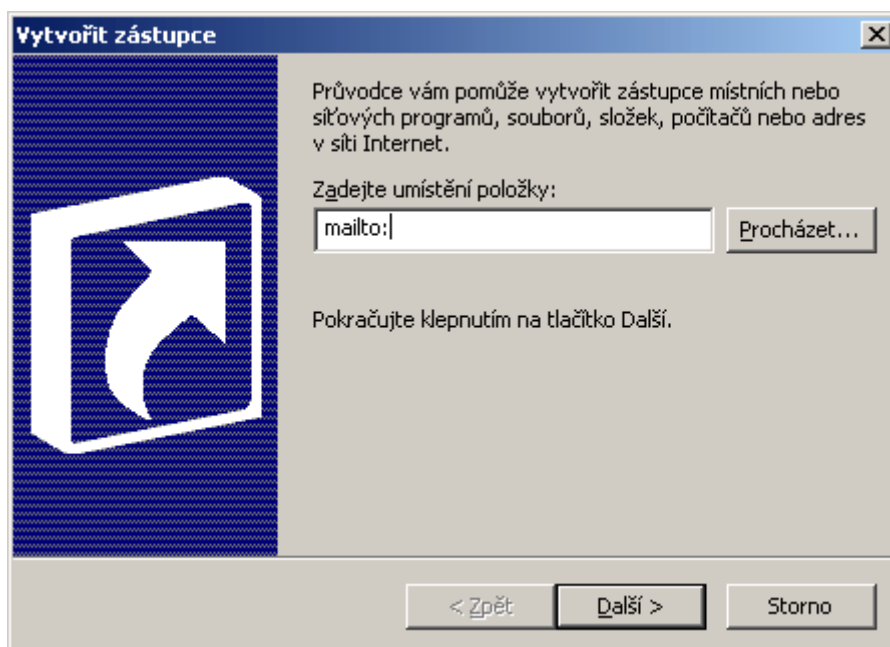 Vytvořit zástupce
Průvodce vám pomůže vytvořit zástupce místních nebo
síťových programů, souborů, složek, počítačů nebo adres
v síti Internet.
Zadejte umístění položky:
mailto:
Procházet...
Pokračujte klepnutím na tlačítko Další.
< Zpět
Další >
Storno